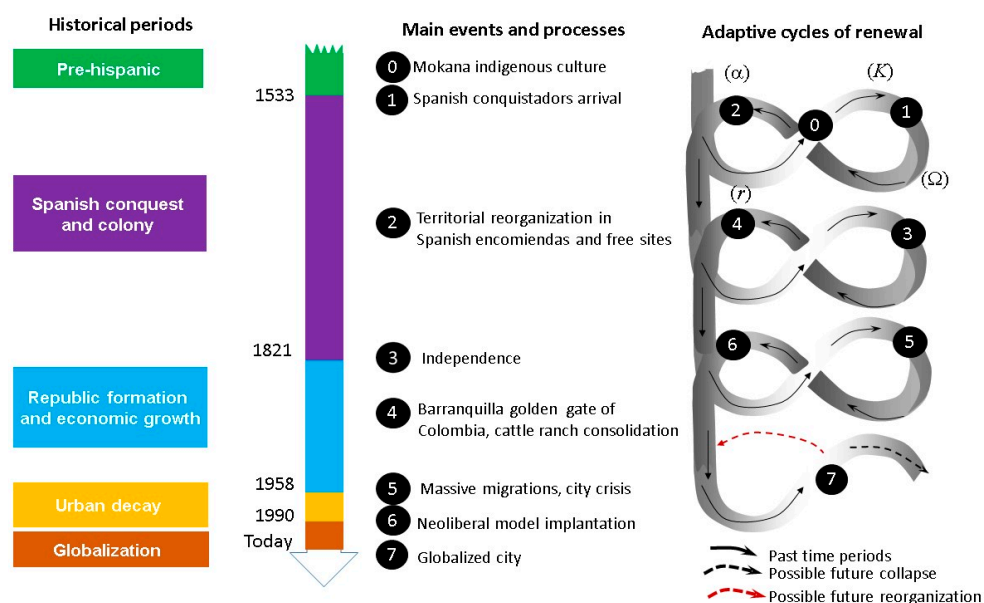 Historical periods
Main events and processes
Adaptive cycles of renewal
Pre-hispanic
Spanish conquest
and colony
Republic formation
and economic growth
Urban decay
Globalization
1533
1821
1958
1990
Today
0 Mokana indigenous culture
1 Spanish conquistadors arrival
2 Territorial reorganization in
Spanish encomiendas and free sites
3 Independence
4 Barranquilla golden gate of
Colombia, cattle ranch consolidation
5 Massive migrations, city crisis
6 Neoliberal model implantation
7 Globalized city
(α)
(K)
2
0
1
(Ω)
(r)
4
3
6
5
7
Past time periods
Possible future collapse
Possible future reorganization